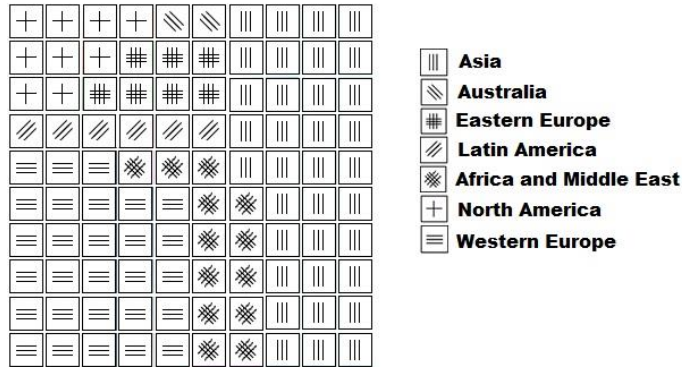 Asia
Australia
Eastern Europe
Latin America
Africa and Middle East
North America
Western Europe